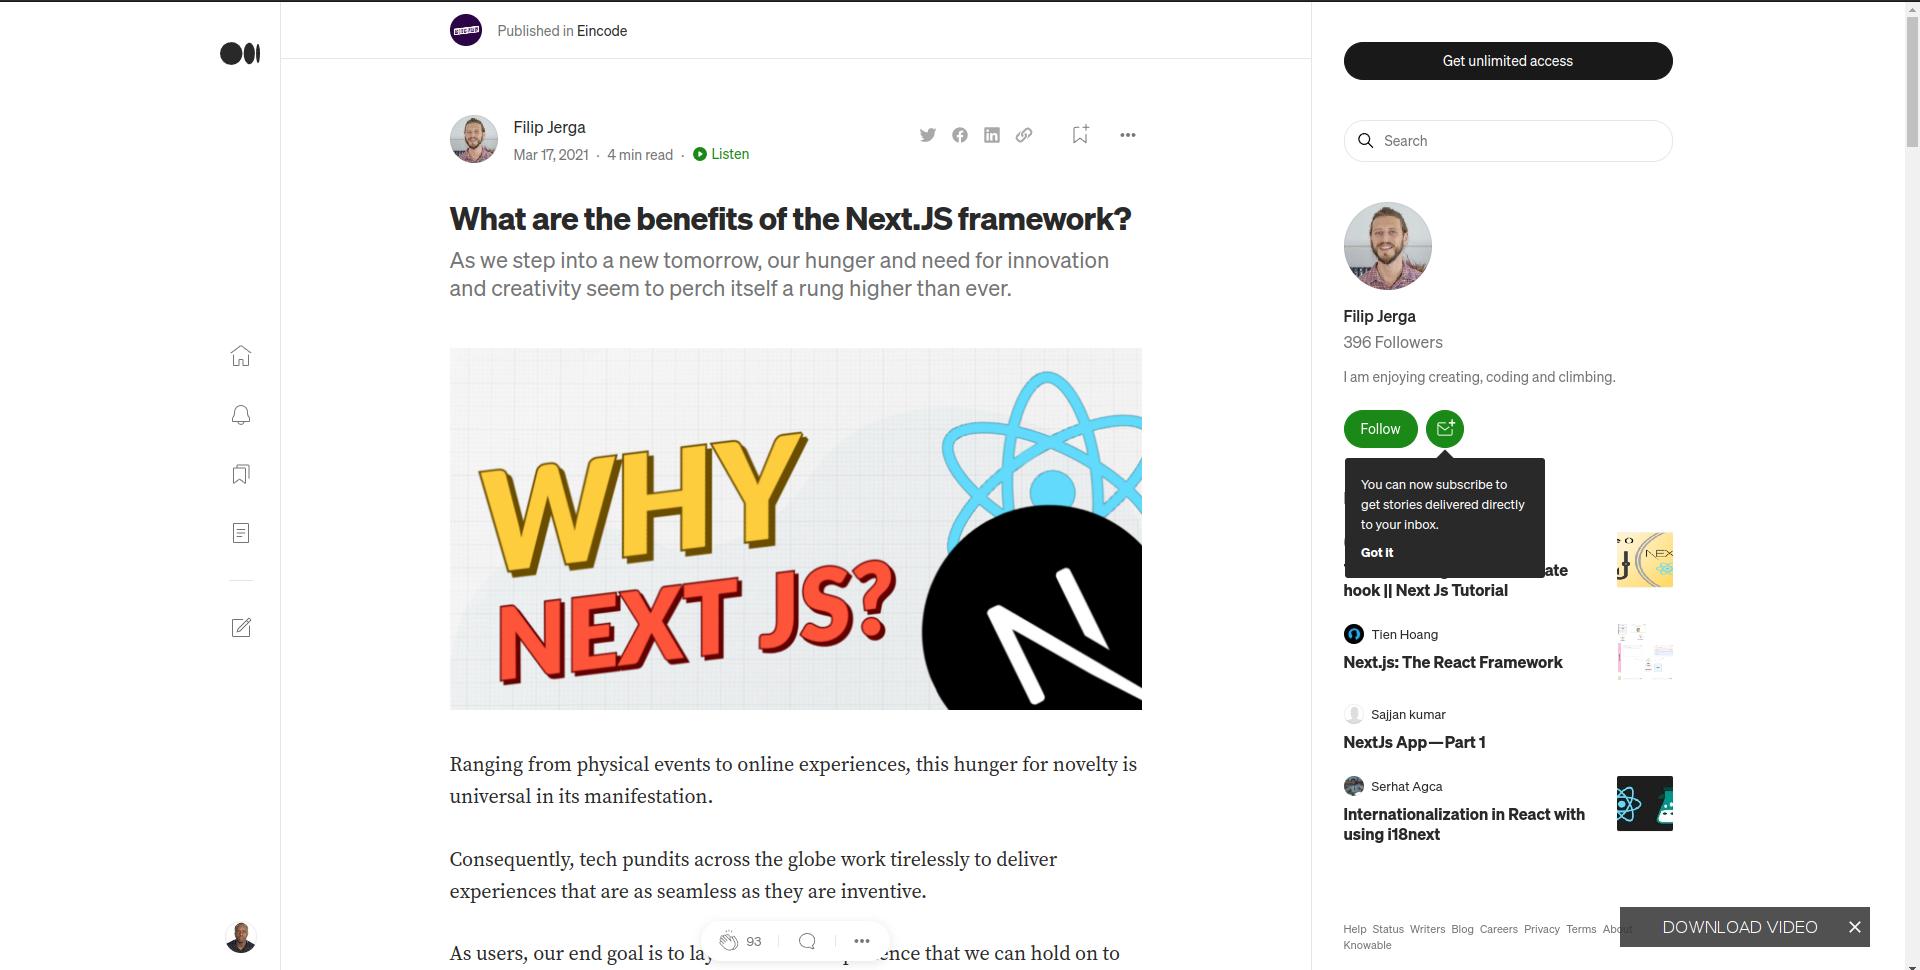 Published in Eincode
Filip Jerga
Mar 17, 2021 · 4 min read · Listen
What are the benefits of the Next.JS framework?
As we step into a new tomorrow, our hunger and need for innovation
and creativity seem to perch itself a rung higher than ever.
WHY
NEXT JS?
Ranging from physical events to online experiences, this hunger for novelty is
universal in its manifestation.
Consequently, tech pundits across the globe work tirelessly to deliver
experiences that are as seamless as they are inventive.
93
As users, our end goal is to that we can hold on to
Get unlimited access
Search
Filip Jerga
396 Followers
I am enjoying creating, coding and climbing.
Follow
You can now subscribe to
get stories delivered directly
to your inbox.
Got it
hook || Next Js Tutorial
Tien Hoang
Next.js: The React Framework
Sajjan kumar
NextJs App — Part 1
Serhat Agca
Internationalization in React with
using i18next
Help Status Writers Blog Careers Privacy Terms About
Knowable
DOWNLOAD VIDEO